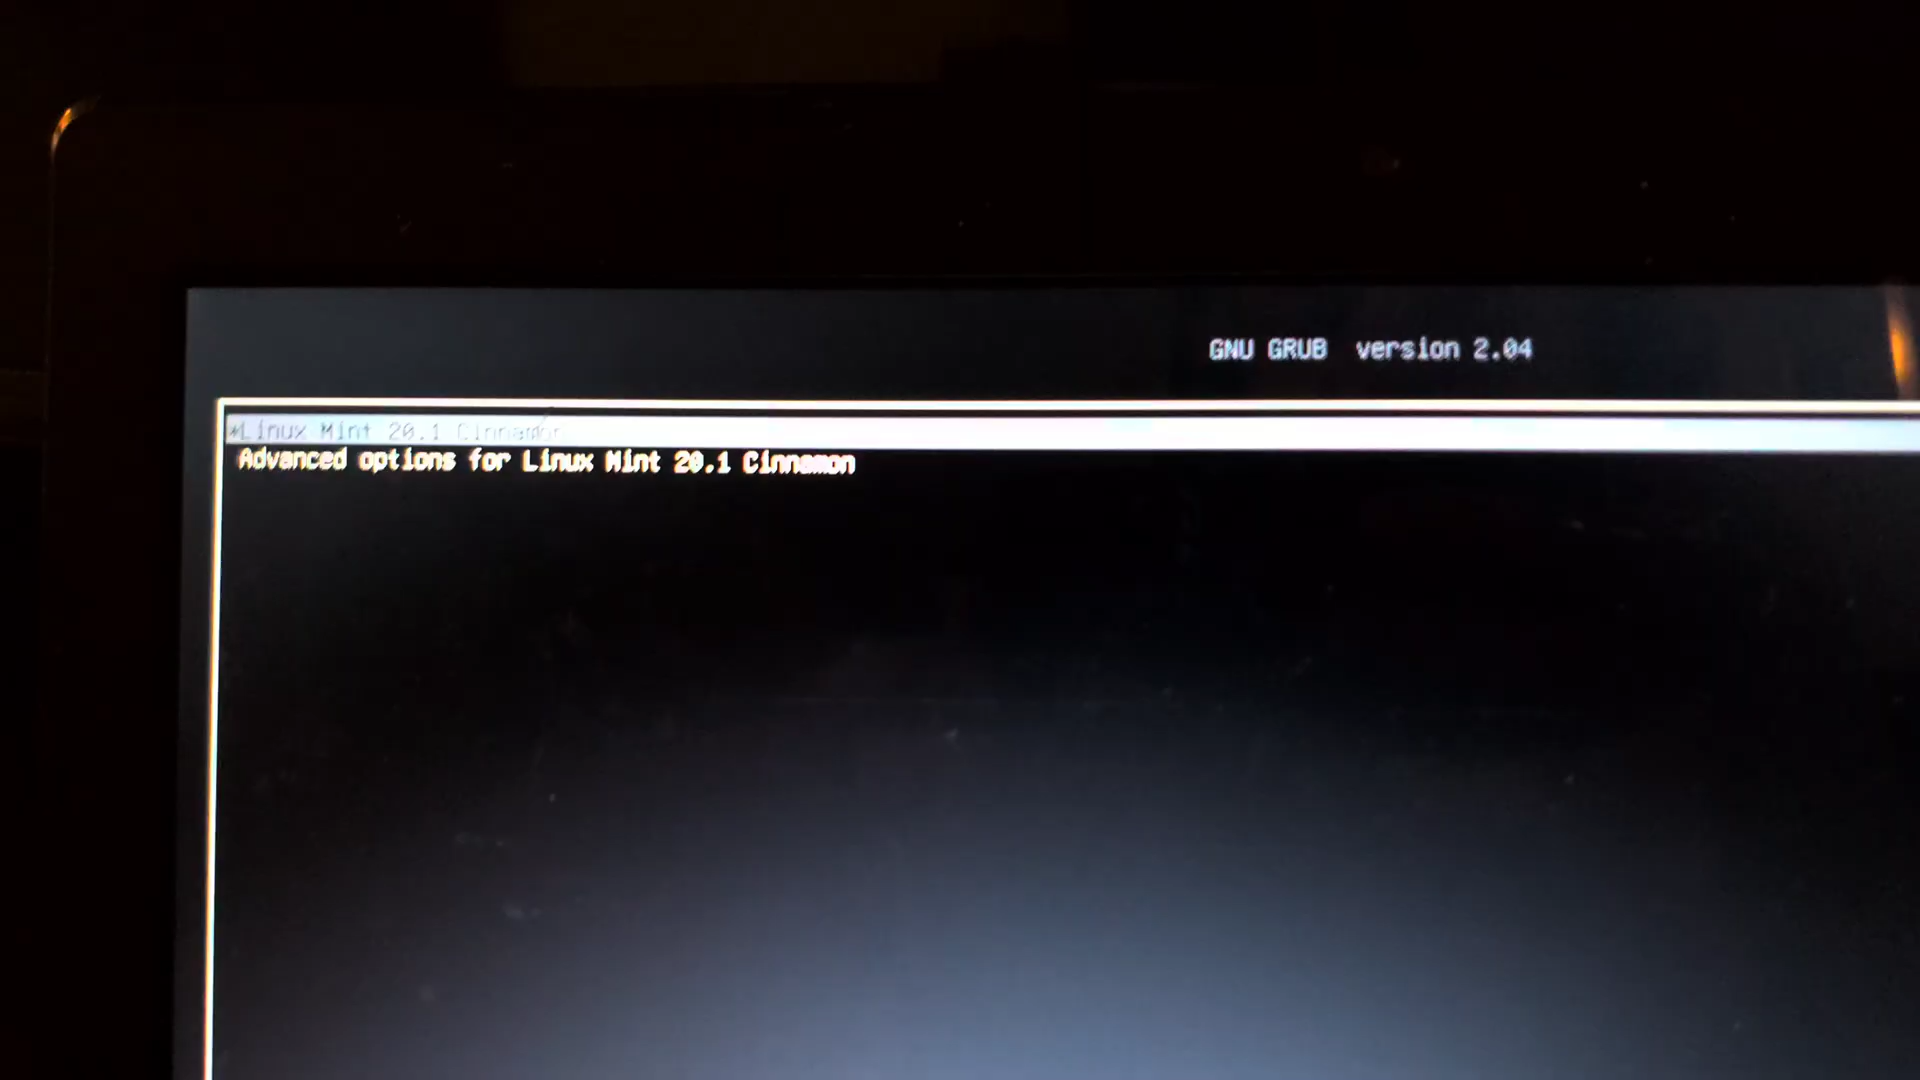 GNU GRUB version 2.04
*Linux Mint 20.1 Cinnamon
Advanced options for Linux Mint 20.1 Cinnamon